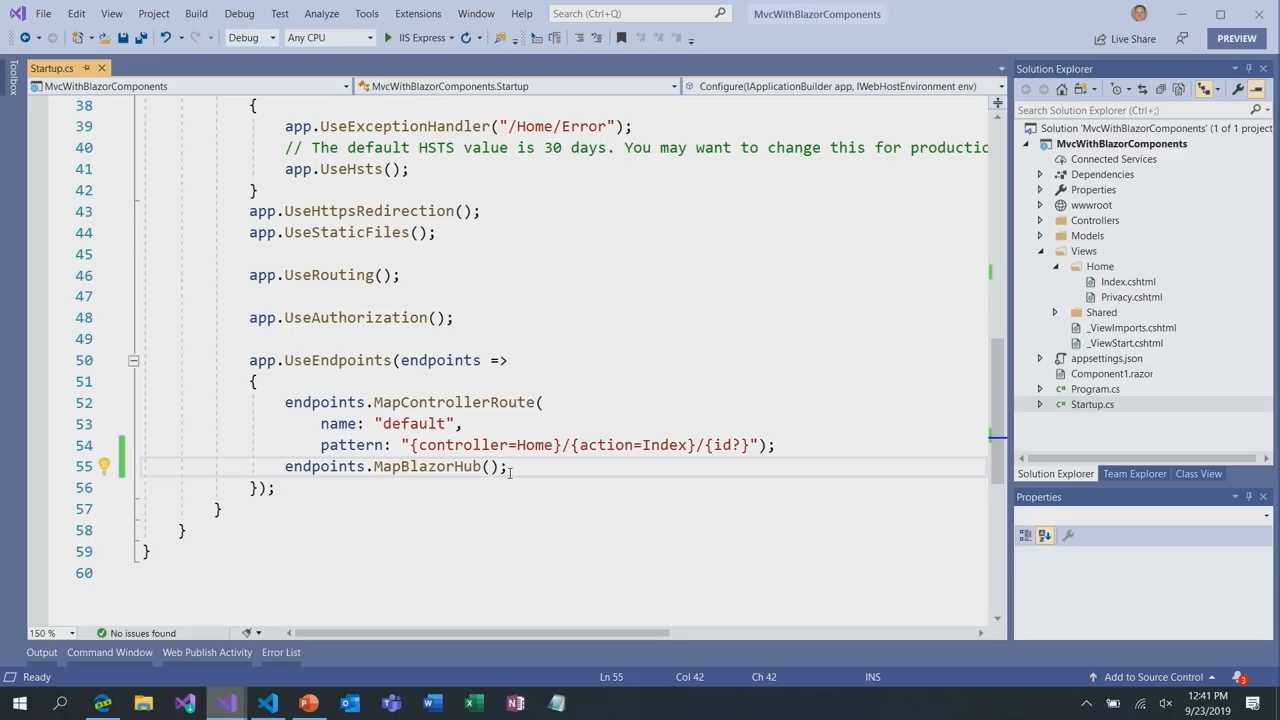 File Edit View Project Build Debug Test Analyze Tools Extensions Window Help Search (Ctrl+Q) MvcWithBlazorComponents
Debug Any CPU IIS Express Live Share PREVIEW
Toolbox
Startup.cs
MvcWithBlazorComponents MvcWithBlazorComponents.Startup Configure(IApplicationBuilder app, IWebHostEnvironment env)
38 {
39 app.UseExceptionHandler("/Home/Error");
40 // The default HSTS value is 30 days. You may want to change this for productio
41 app.UseHsts();
42 }
43 app.UseHttpsRedirection();
44 app.UseStaticFiles();
45
46 app.UseRouting();
47
48 app.UseAuthorization();
49
50 app.UseEndpoints(endpoints =>
51 {
52 endpoints.MapControllerRoute(
53 name: "default",
54 pattern: "{controller=Home}/{action=Index}/{id?}");
55 endpoints.MapBlazorHub();
56 });
57 }
58 }
59 }
60
150 % No issues found
Output Command Window Web Publish Activity Error List
Solution Explorer
Search Solution Explorer (Ctrl+;)
Solution 'MvcWithBlazorComponents' (1 of 1 project
MvcWithBlazorComponents
Connected Services
Dependencies
Properties
wwwroot
Controllers
Models
Views
Home
Index.cshtml
Privacy.cshtml
Shared
_ViewImports.cshtml
_ViewStart.cshtml
appsettings.json
Component1.razor
C# Program.cs
C# Startup.cs
Solution Explorer Team Explorer Class View
Properties
Ready Ln 55 Col 42 Ch 42 INS Add to Source Control 3
12:41 PM
9/23/2019